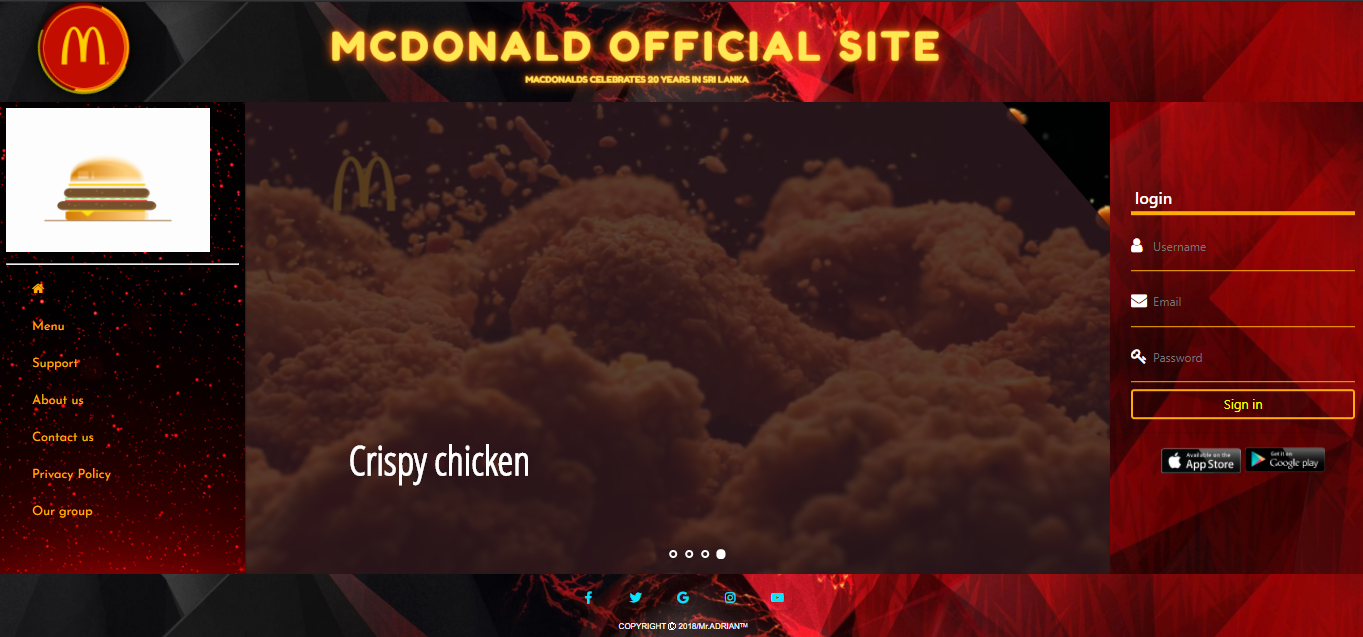 MCDONALD OFFICIAL SITE
MACDONALDS CELEBRATES 20 YEARS IN SRI LANKA
Menu
Support
About us
Contact us
Privacy Policy
Our group
Crispy chicken
login
Username
Email
Password
Sign in
Available on the
App Store
Get it on
Google play
COPYRIGHT © 2018/Mr.ADRIAN™